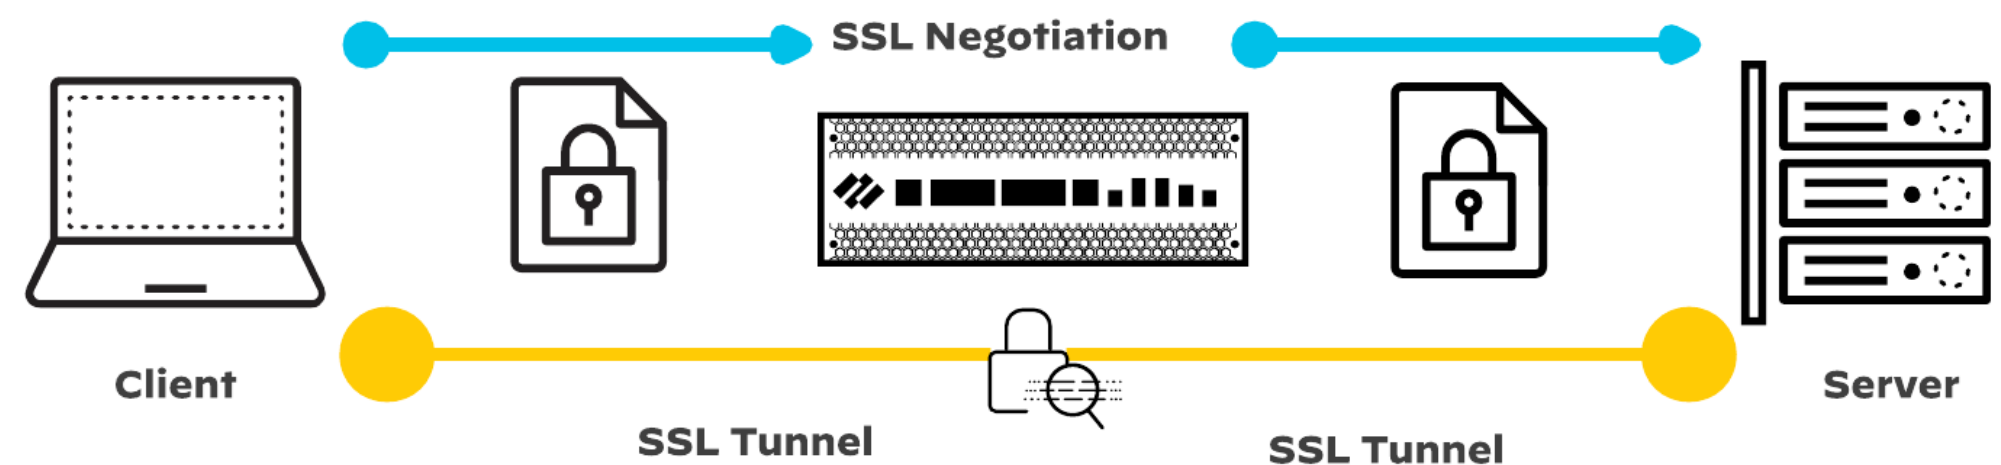 SSL Negotiation
Client
Server
SSL Tunnel
SSL Tunnel